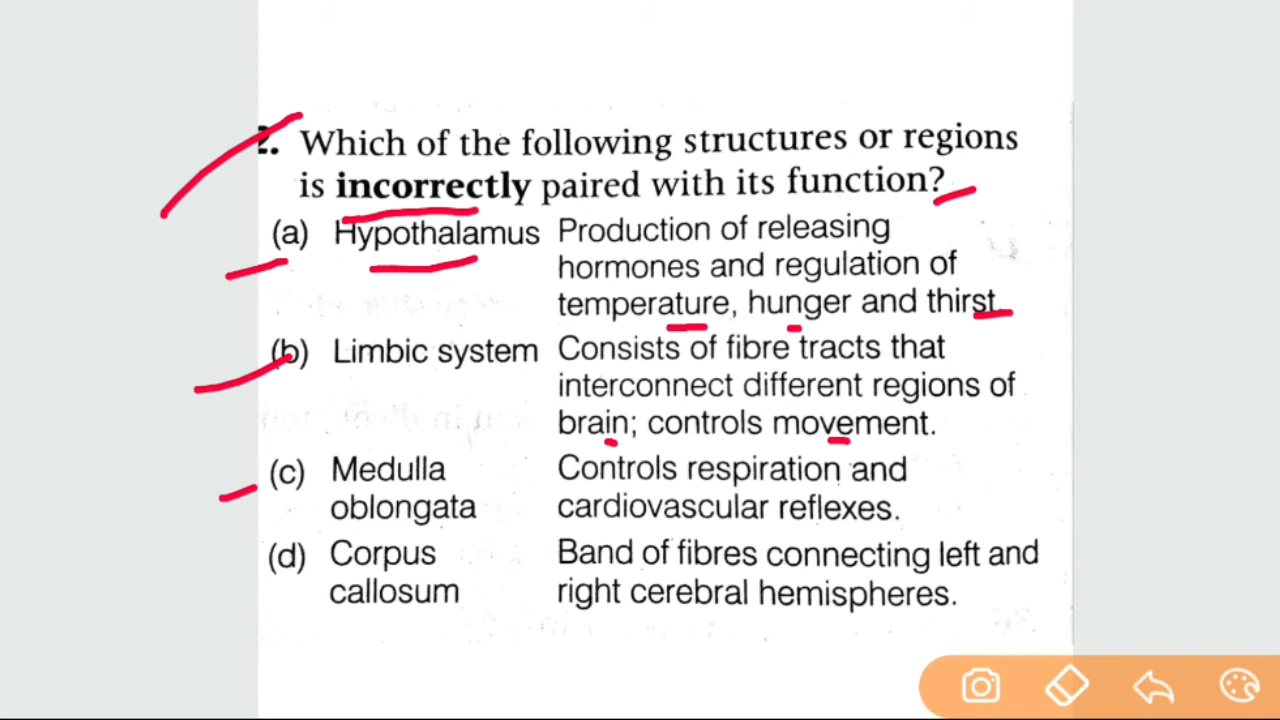 2. Which of the following structures or regions
is incorrectly paired with its function?
(a) Hypothalamus Production of releasing
hormones and regulation of
temperature, hunger and thirst.
(b) Limbic system Consists of fibre tracts that
interconnect different regions of
brain; controls movement.
(c) Medulla Controls respiration and
oblongata cardiovascular reflexes.
(d) Corpus Band of fibres connecting left and
callosum right cerebral hemispheres.